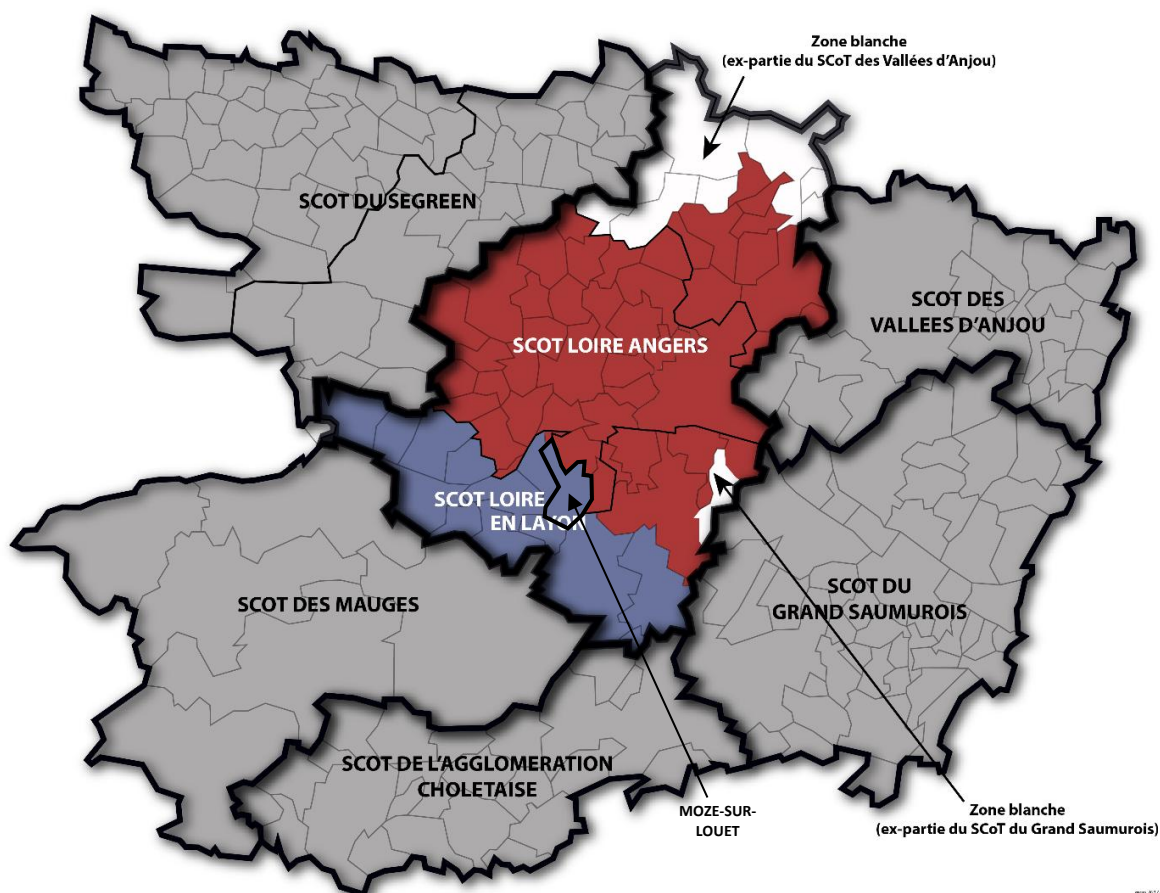 Zone blanche
(ex-partie du SCoT des Vallées d'Anjou)
SCOT DU SEGREEN
SCOT DES
VALLEES D'ANJOU
SCOT LOIRE ANGERS
SCOT LOIRE
EN LAYON
SCOT DES MAUGES
SCOT DU
GRAND SAUMUROIS
SCOT DE L'AGGLOMERATION
CHOLETAISE
MOZE-SUR-
LOUET
Zone blanche
(ex-partie du SCoT du Grand Saumurois)